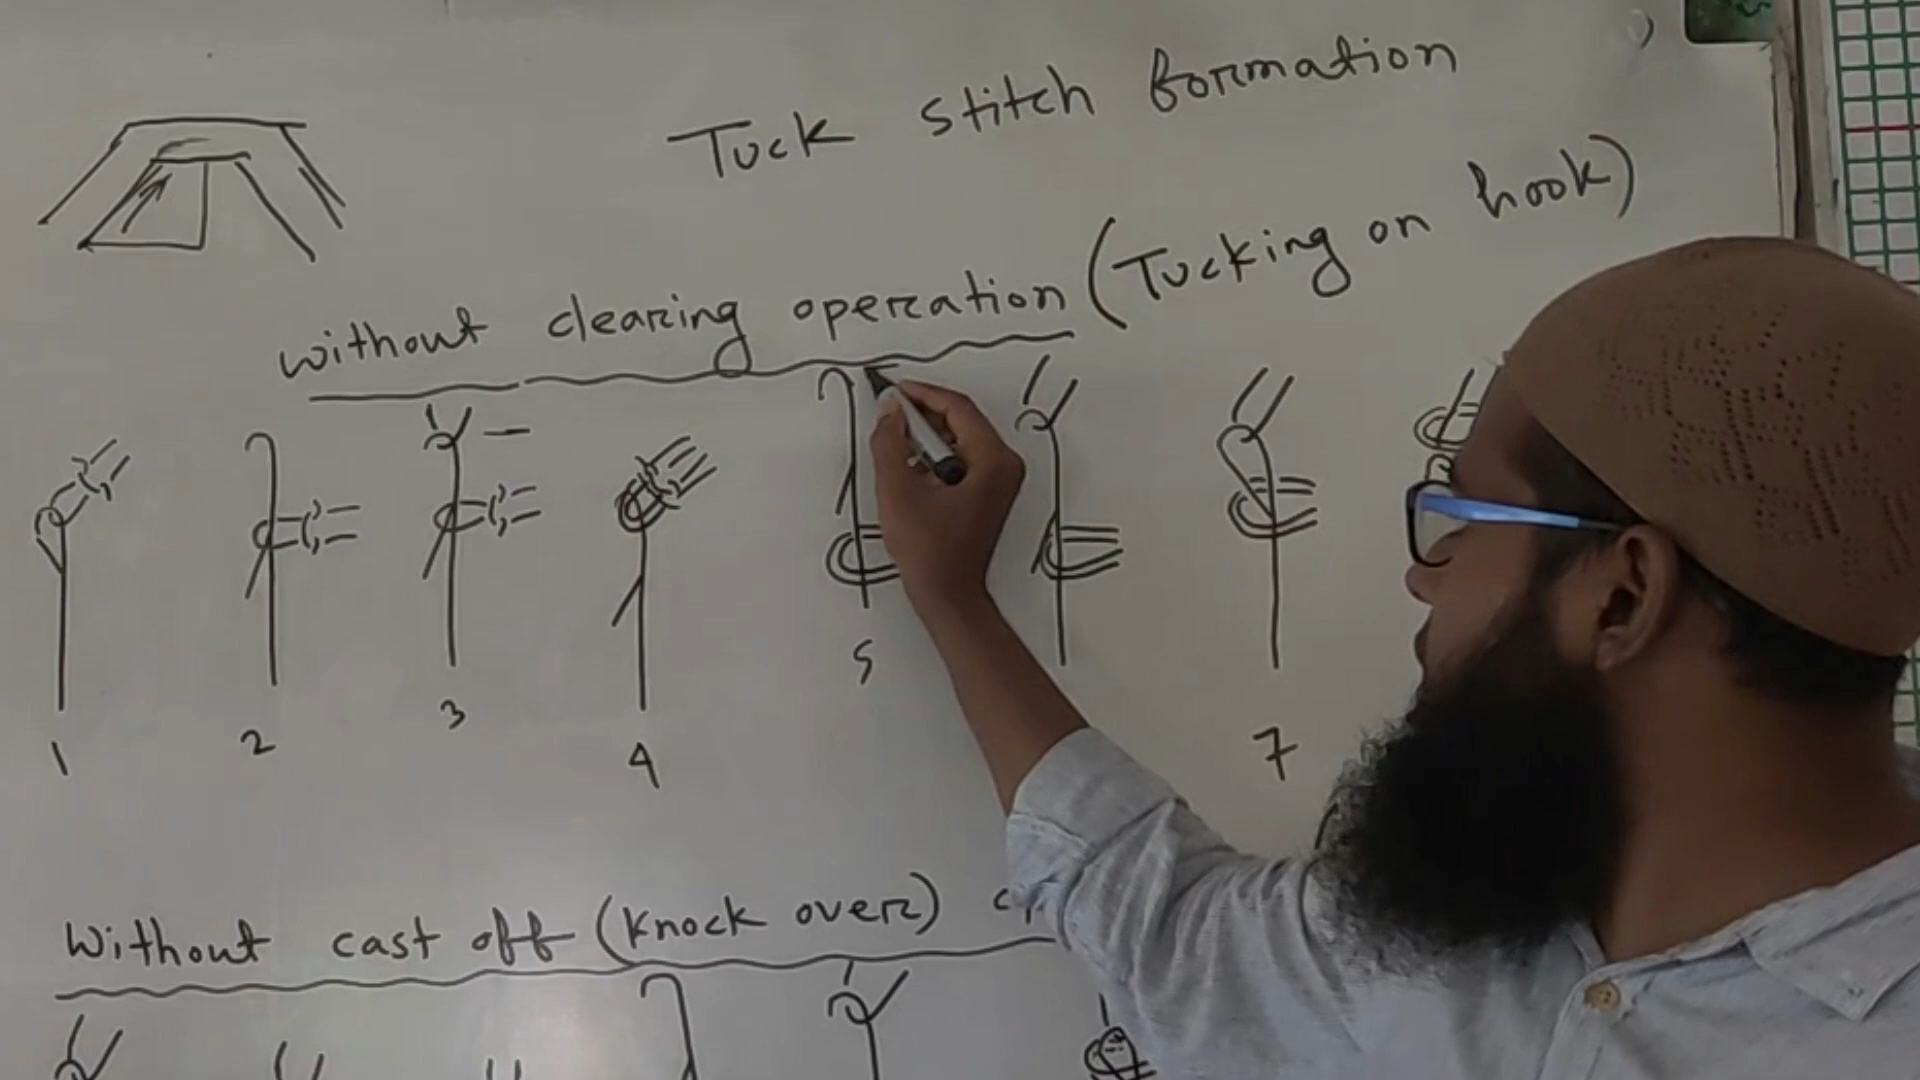 Tuck stitch formation
without clearing operation (Tucking on hook)
1 2 3 4 5 7
Without cast off (Knock over)